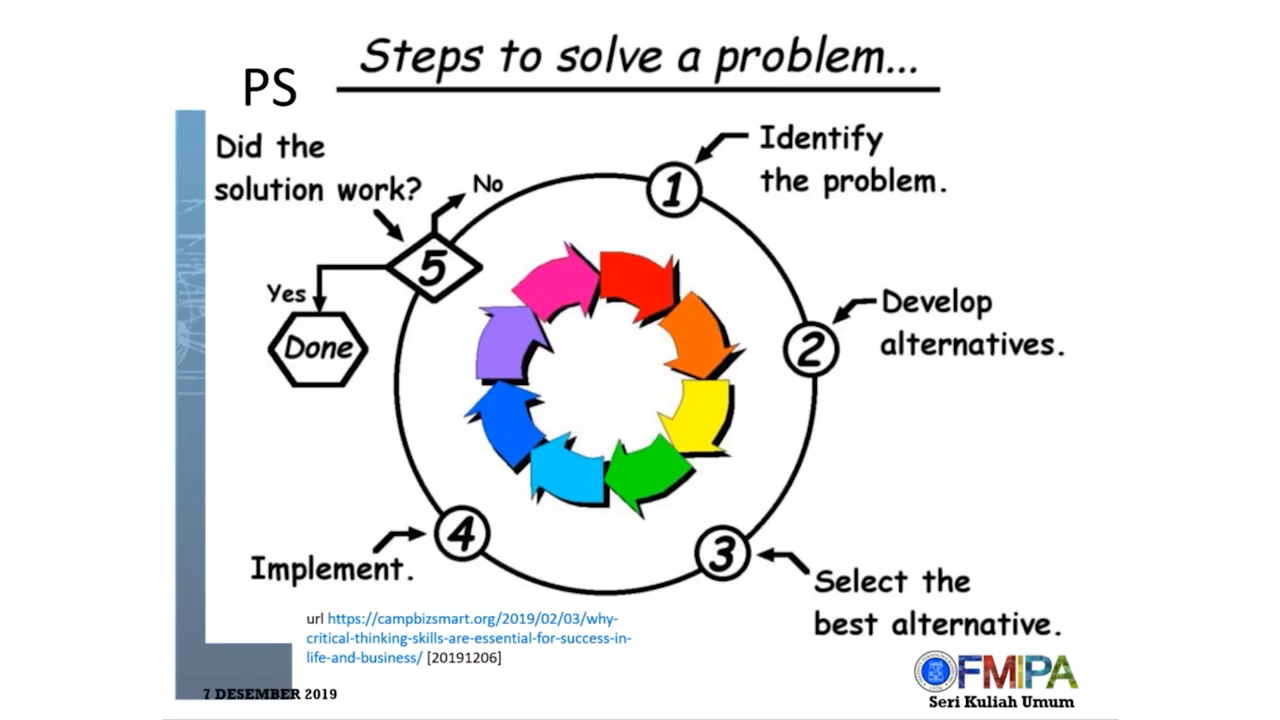 Steps to solve a problem...
PS
Did the
solution work?
No
5
Yes
Done
1
Identify
the problem.
2
Develop
alternatives.
3
Select the
best alternative.
4
Implement.
url https://campbizsmart.org/2019/02/03/why-
critical-thinking-skills-are-essential-for-success-in-
life-and-business/ [20191206]
7 DESEMBER 2019
FMIPA
Seri Kuliah Umum